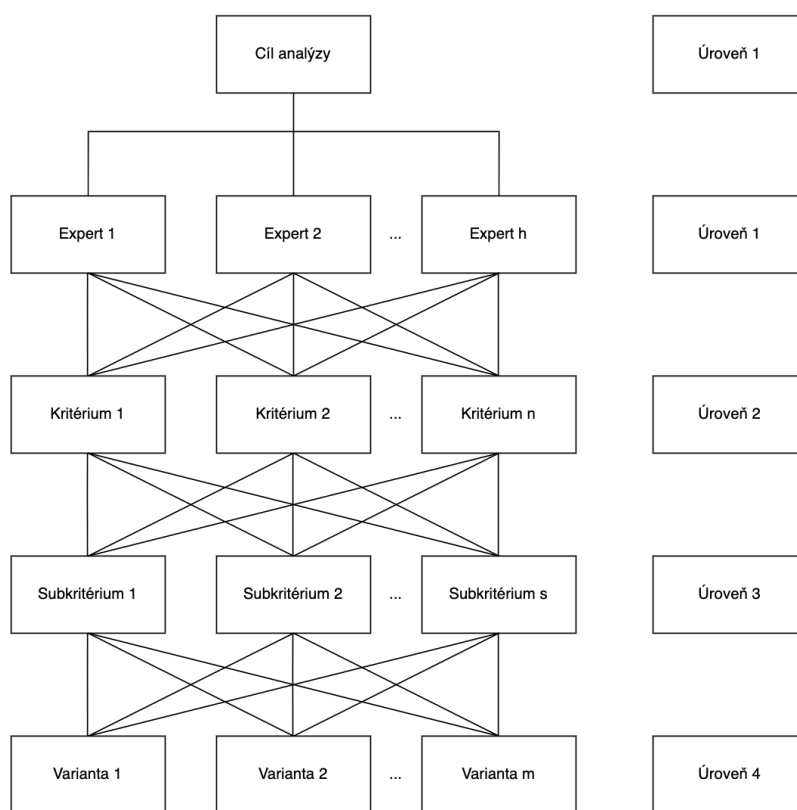 Cíl analýzy
Úroveň 1
Expert 1
Expert 2
...
Expert h
Úroveň 1
Kritérium 1
Kritérium 2
...
Kritérium n
Úroveň 2
Subkritérium 1
Subkritérium 2
...
Subkritérium s
Úroveň 3
Varianta 1
Varianta 2
...
Varianta m
Úroveň 4